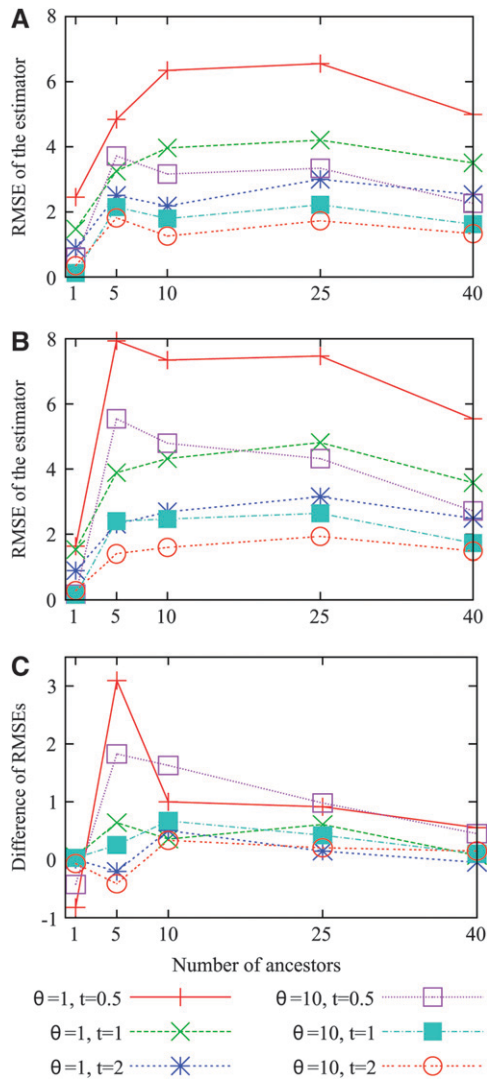 A
RMSE of the estimator
8
6
4
2
0
1 5 10 25 40
B
RMSE of the estimator
8
6
4
2
0
1 5 10 25 40
C
Difference of RMSEs
3
2
1
0
-1
1 5 10 25 40
Number of ancestors
θ=1, t=0.5 θ=10, t=0.5
θ=1, t=1 θ=10, t=1
θ=1, t=2 θ=10, t=2